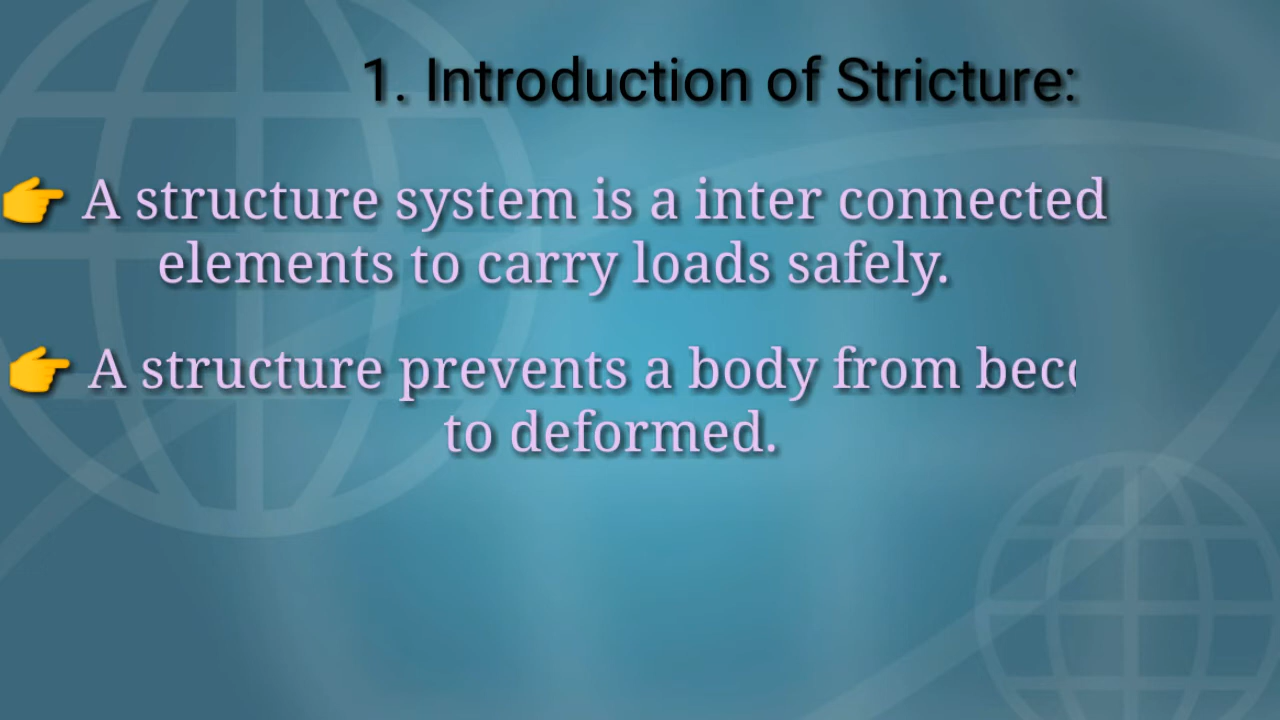 1. Introduction of Stricture:
👉 A structure system is a inter connected
elements to carry loads safely.
👉 A structure prevents a body from
to deformed.